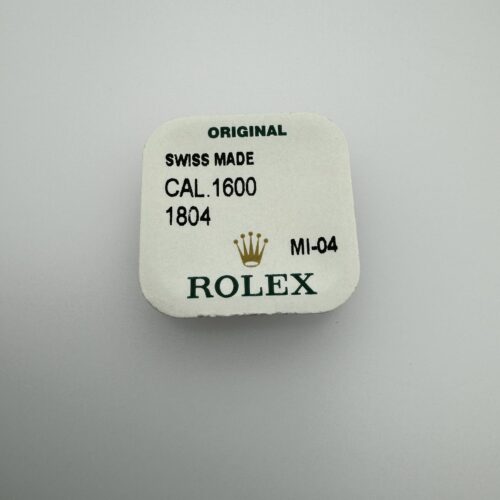 ORIGINAL
SWISS MADE
CAL.1600
1804
MI-04
ROLEX